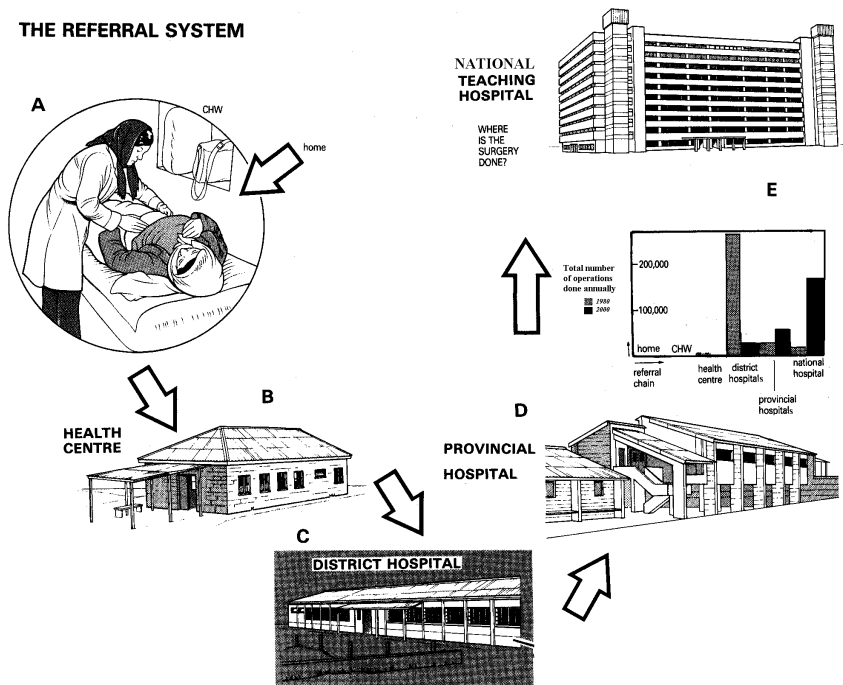 THE REFERRAL SYSTEM
A
CHW
home
B
HEALTH
CENTRE
C
DISTRICT HOSPITAL
D
PROVINCIAL
HOSPITAL
NATIONAL
TEACHING
HOSPITAL
WHERE
IS THE
SURGERY
DONE?
E
Total number
of operations
done annually
1980
2000
200,000
100,000
home CHW
referral
chain
health
centre
district
hospitals
provincial
hospitals
national
hospital